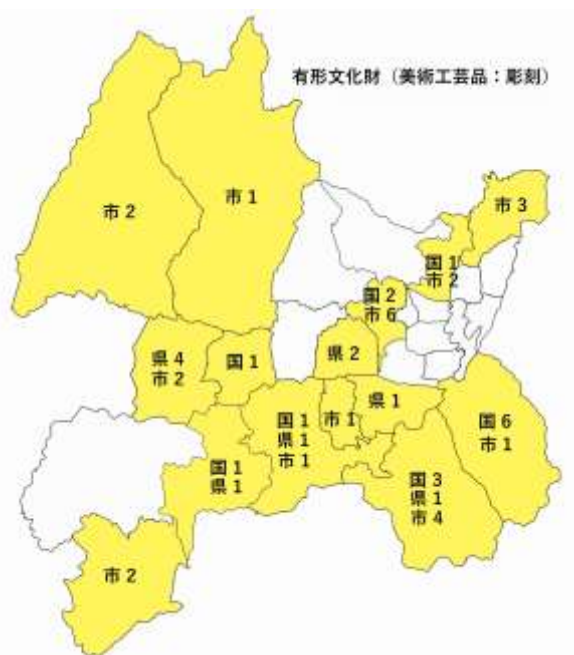 有形文化財（美術工芸品：彫刻）
市 2
市 1
市 3
国 1
市 2
国 2
市 6
県 4
市 2
国 1
県 2
国 1
県 1
市 1
市 1
県 1
国 6
市 1
国 1
県 1
国 3
県 1
市 4
市 2